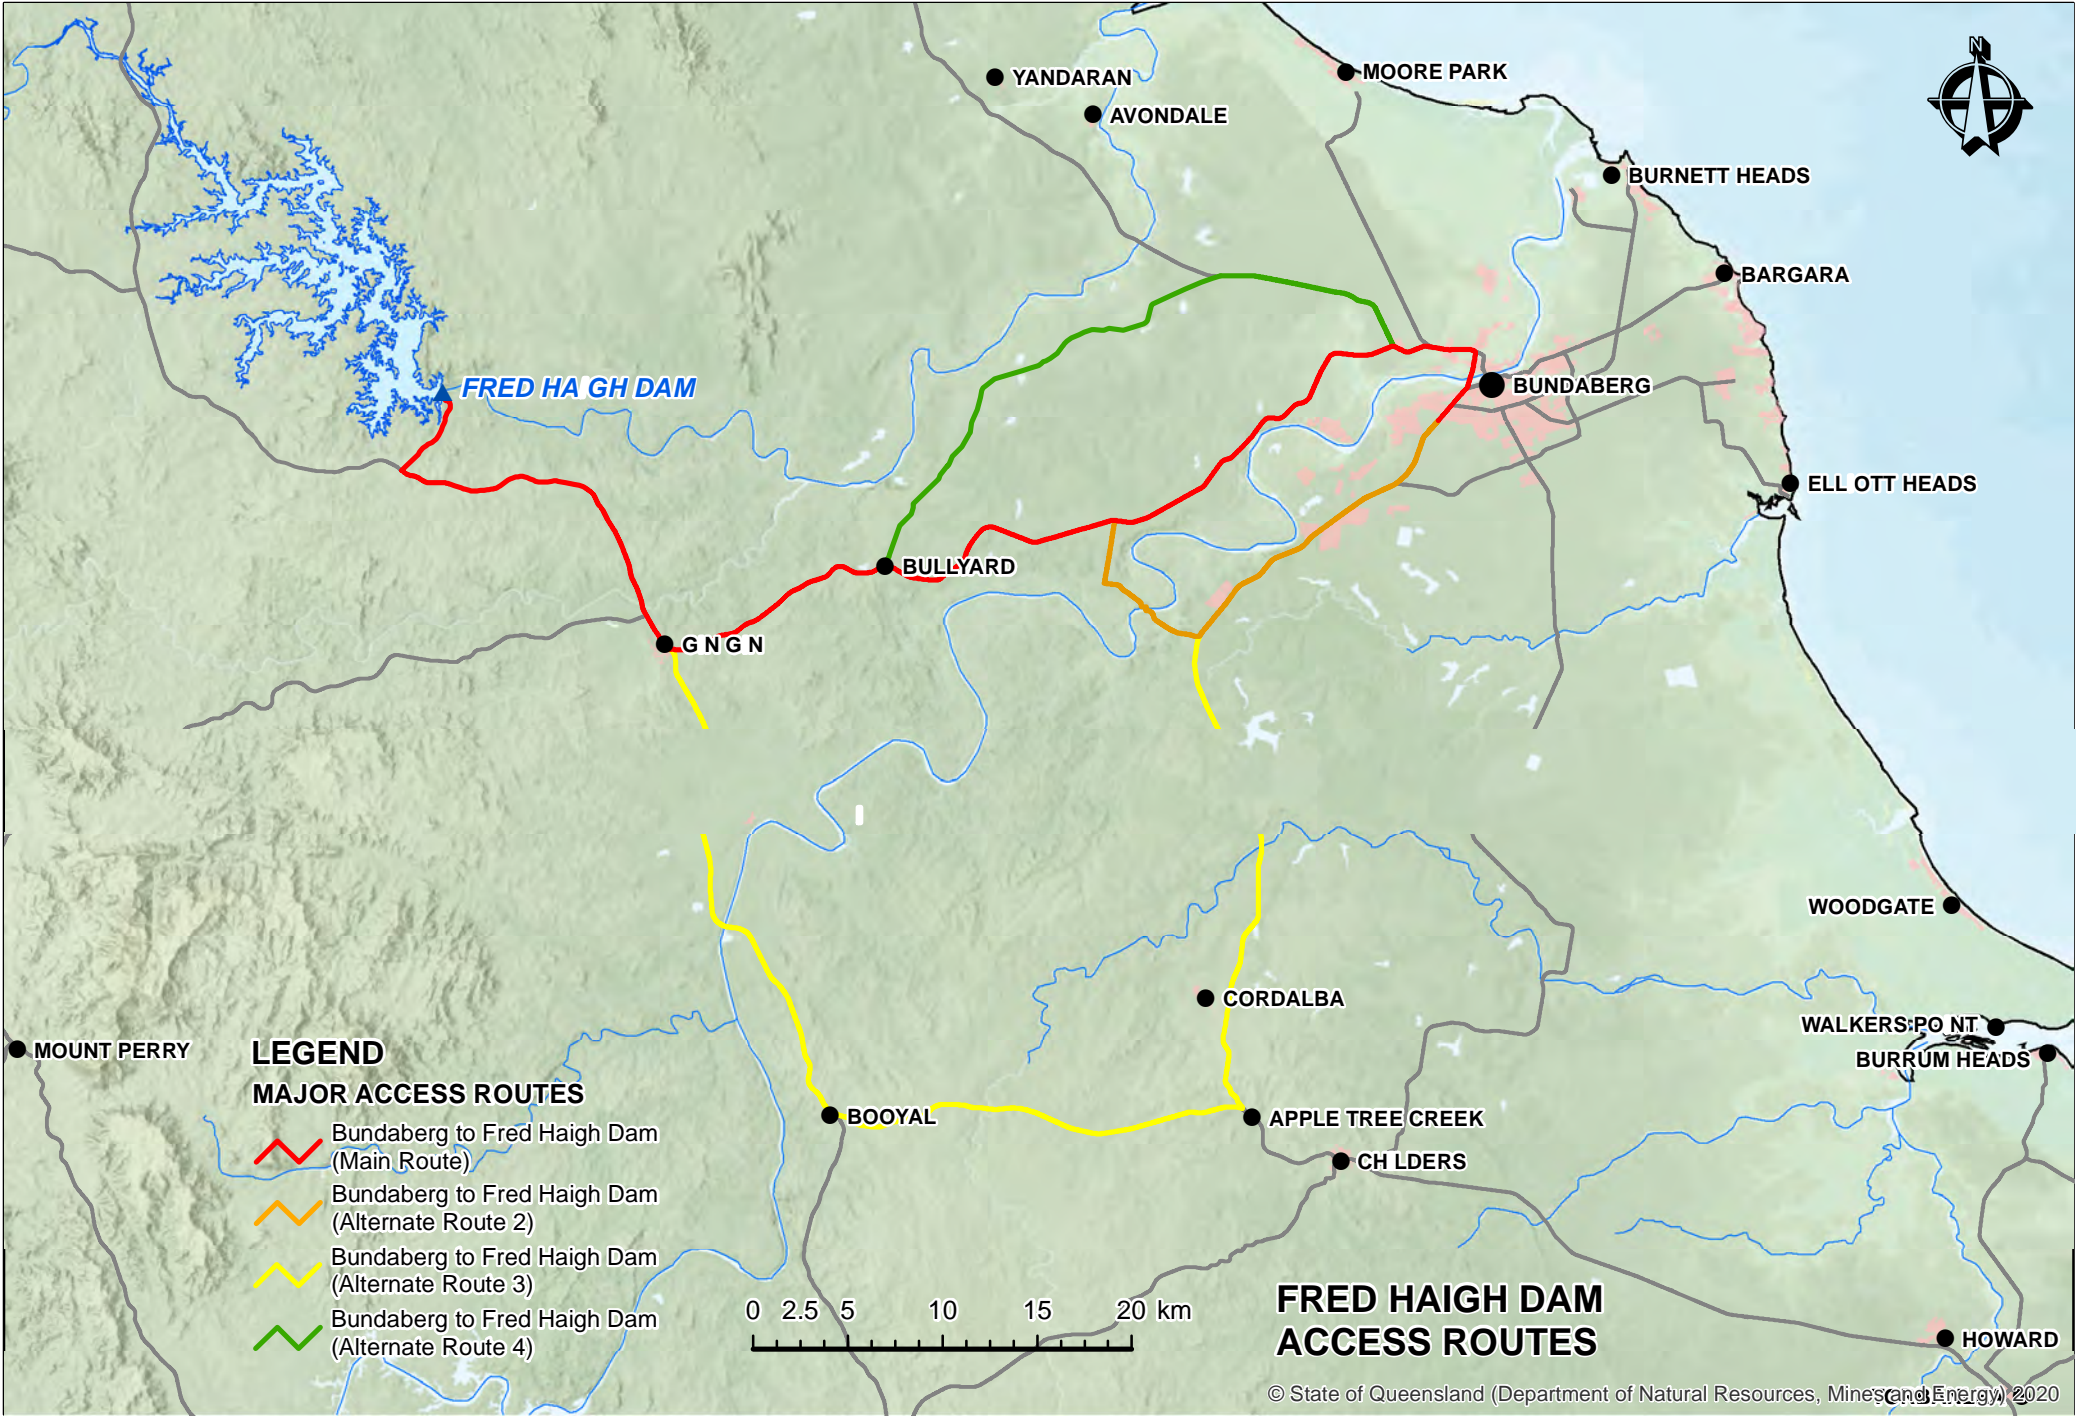 N
YANDARAN
MOORE PARK
AVONDALE
BURNETT HEADS
BARGARA
FRED HA GH DAM
BUNDABERG
ELL OTT HEADS
BULLYARD
G N G N
WOODGATE
CORDALBA
WALKERS PO NT
MOUNT PERRY
BURRUM HEADS
BOOYAL
APPLE TREE CREEK
CH LDERS
HOWARD
LEGEND
MAJOR ACCESS ROUTES
Bundaberg to Fred Haigh Dam
(Main Route)
Bundaberg to Fred Haigh Dam
(Alternate Route 2)
Bundaberg to Fred Haigh Dam
(Alternate Route 3)
Bundaberg to Fred Haigh Dam
(Alternate Route 4)
0 2.5 5 10 15 20 km
FRED HAIGH DAM
ACCESS ROUTES
© State of Queensland (Department of Natural Resources, Mines and Energy) 2020